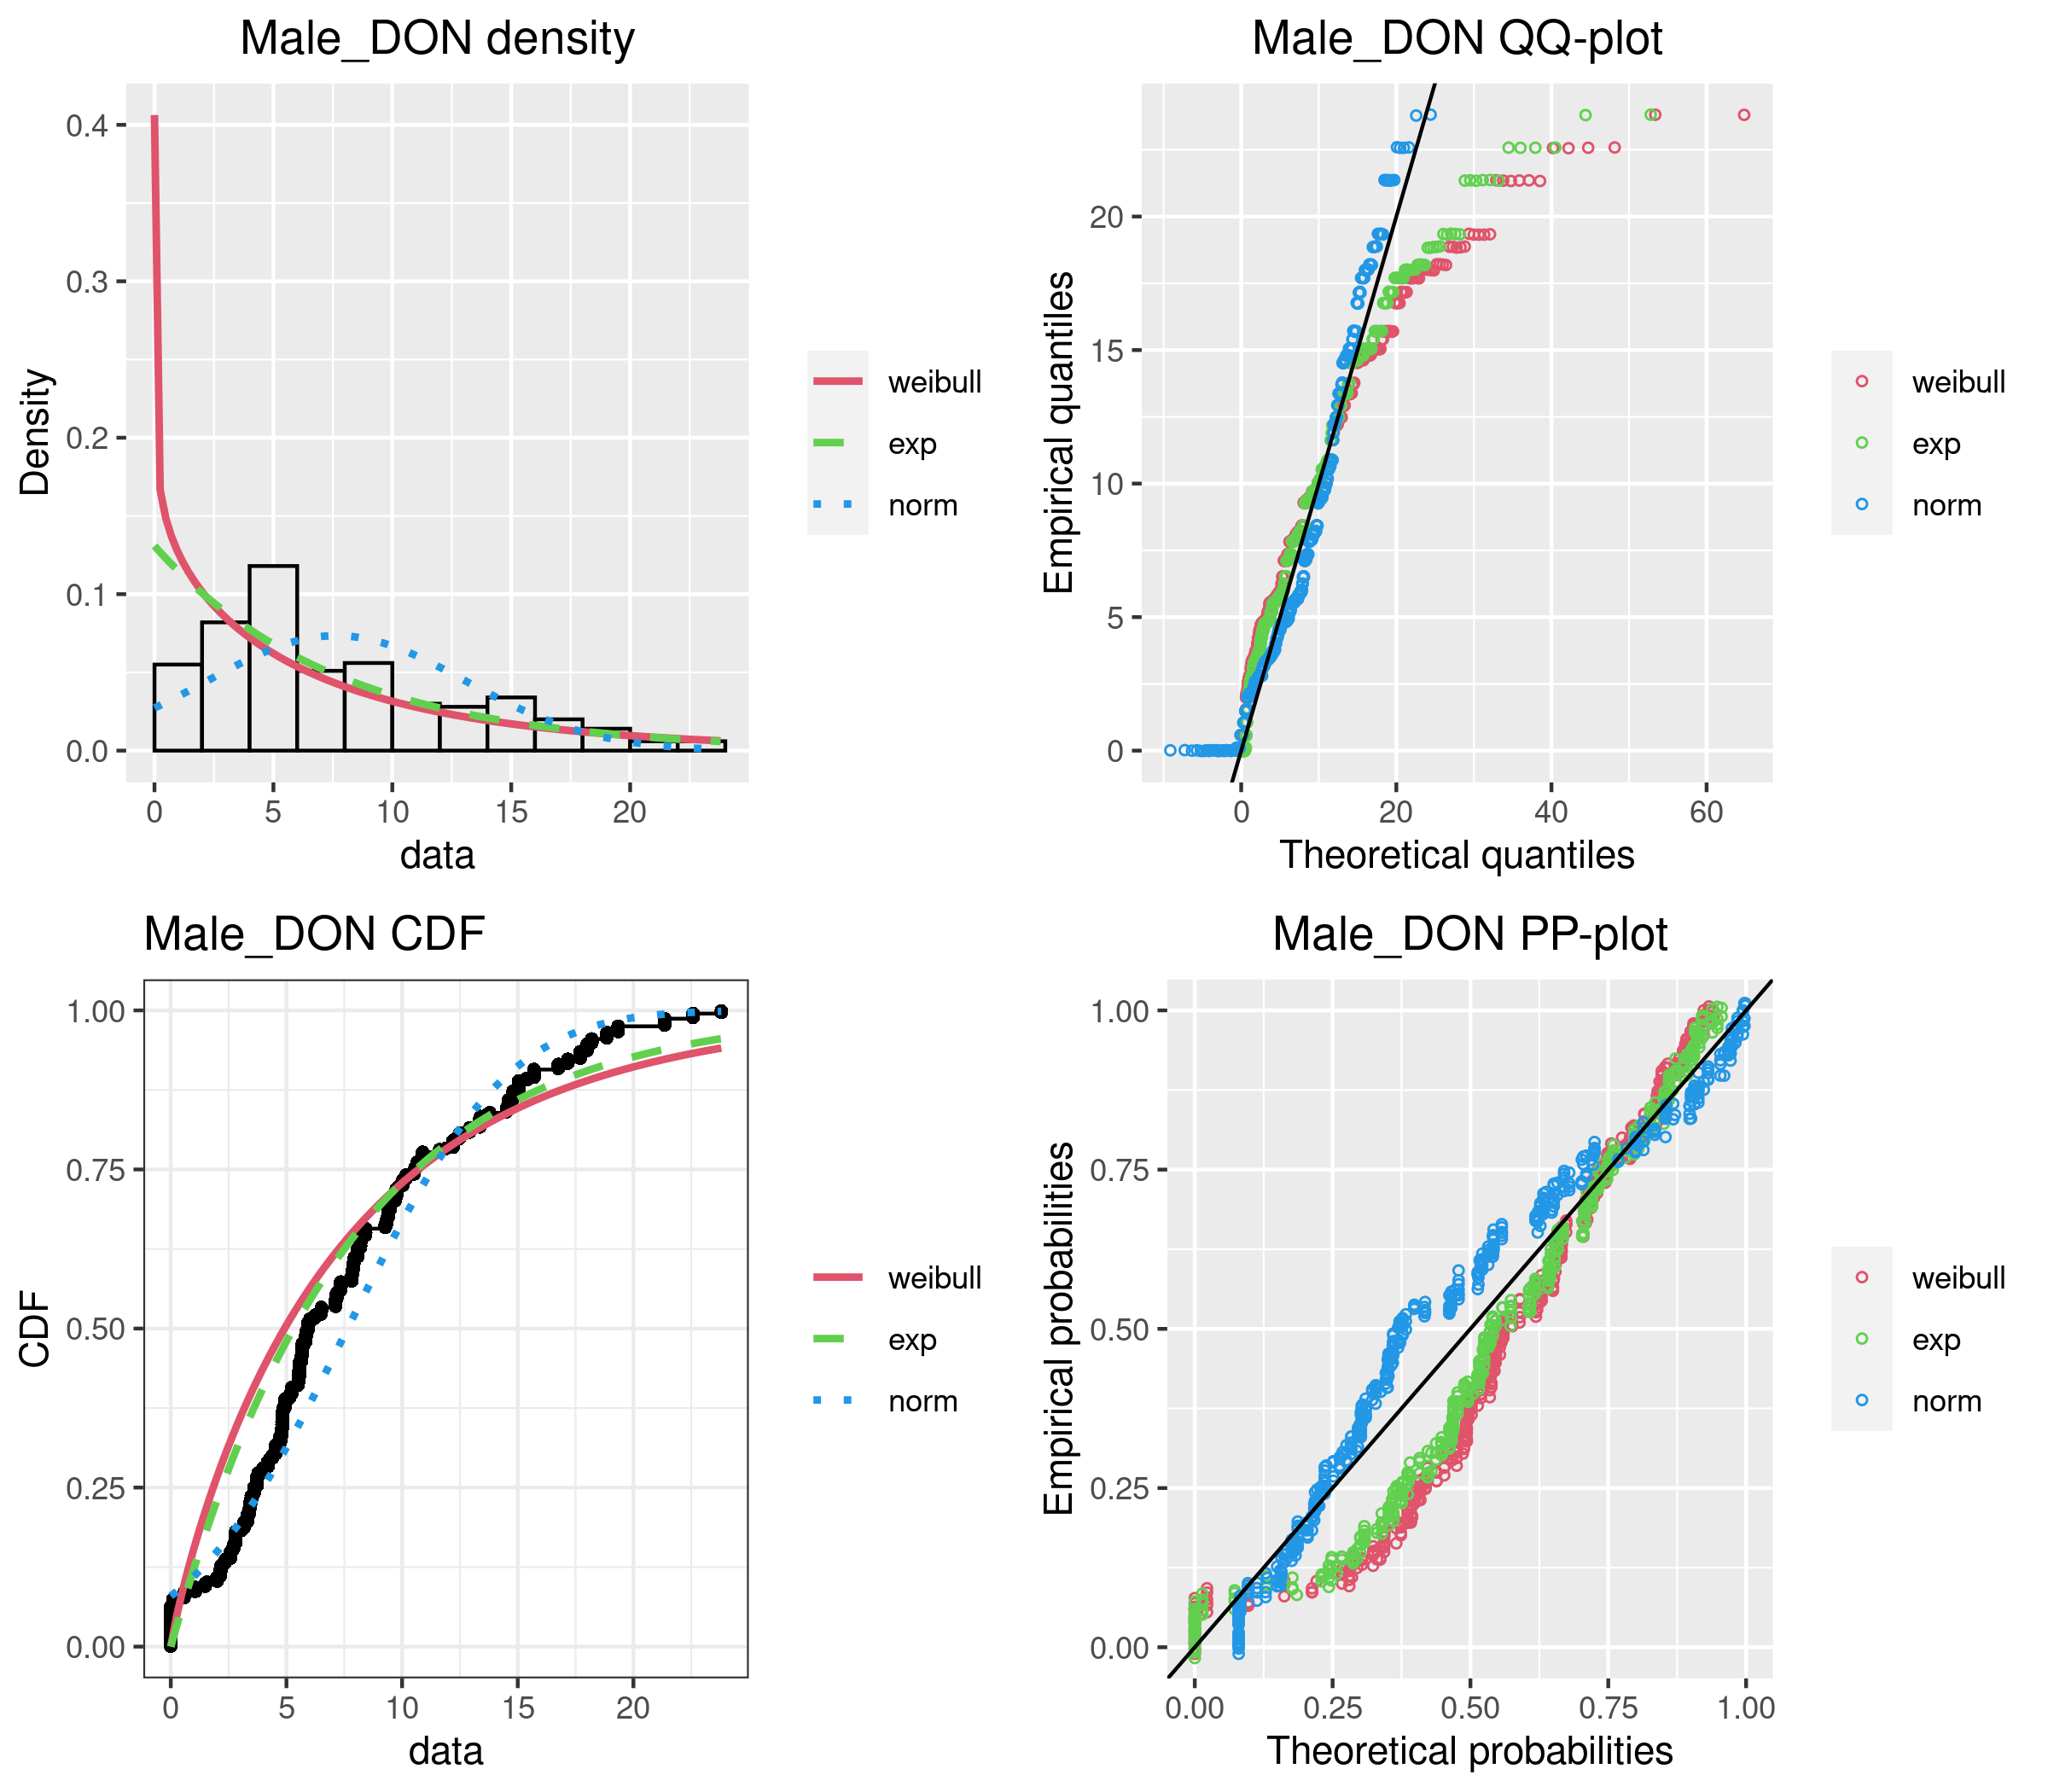 Male_DON density
Density
0.4
0.3
0.2
0.1
0.0
0 5 10 15 20
data
weibull
exp
norm
Male_DON QQ-plot
Empirical quantiles
20
15
10
5
0
0 20 40 60
Theoretical quantiles
weibull
exp
norm
Male_DON CDF
CDF
1.00
0.75
0.50
0.25
0.00
0 5 10 15 20
data
weibull
exp
norm
Male_DON PP-plot
Empirical probabilities
1.00
0.75
0.50
0.25
0.00
0.00 0.25 0.50 0.75 1.00
Theoretical probabilities
weibull
exp
norm